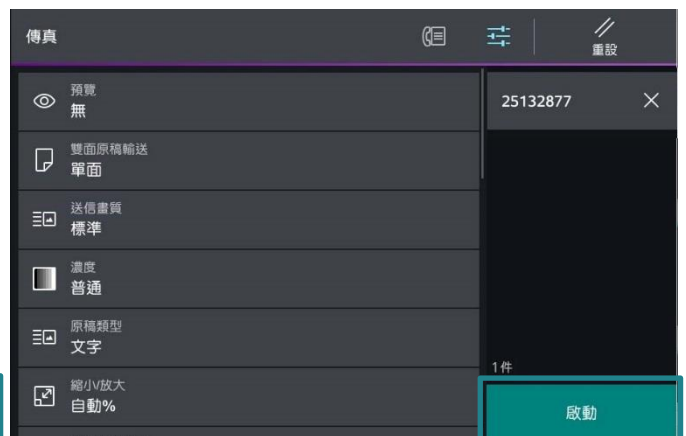 傳真
重設
預覽
無
雙面原稿輸送
單面
送信畫質
標準
濃度
普通
原稿類型
文字
縮小/放大
自動%
25132877
1件
啟動